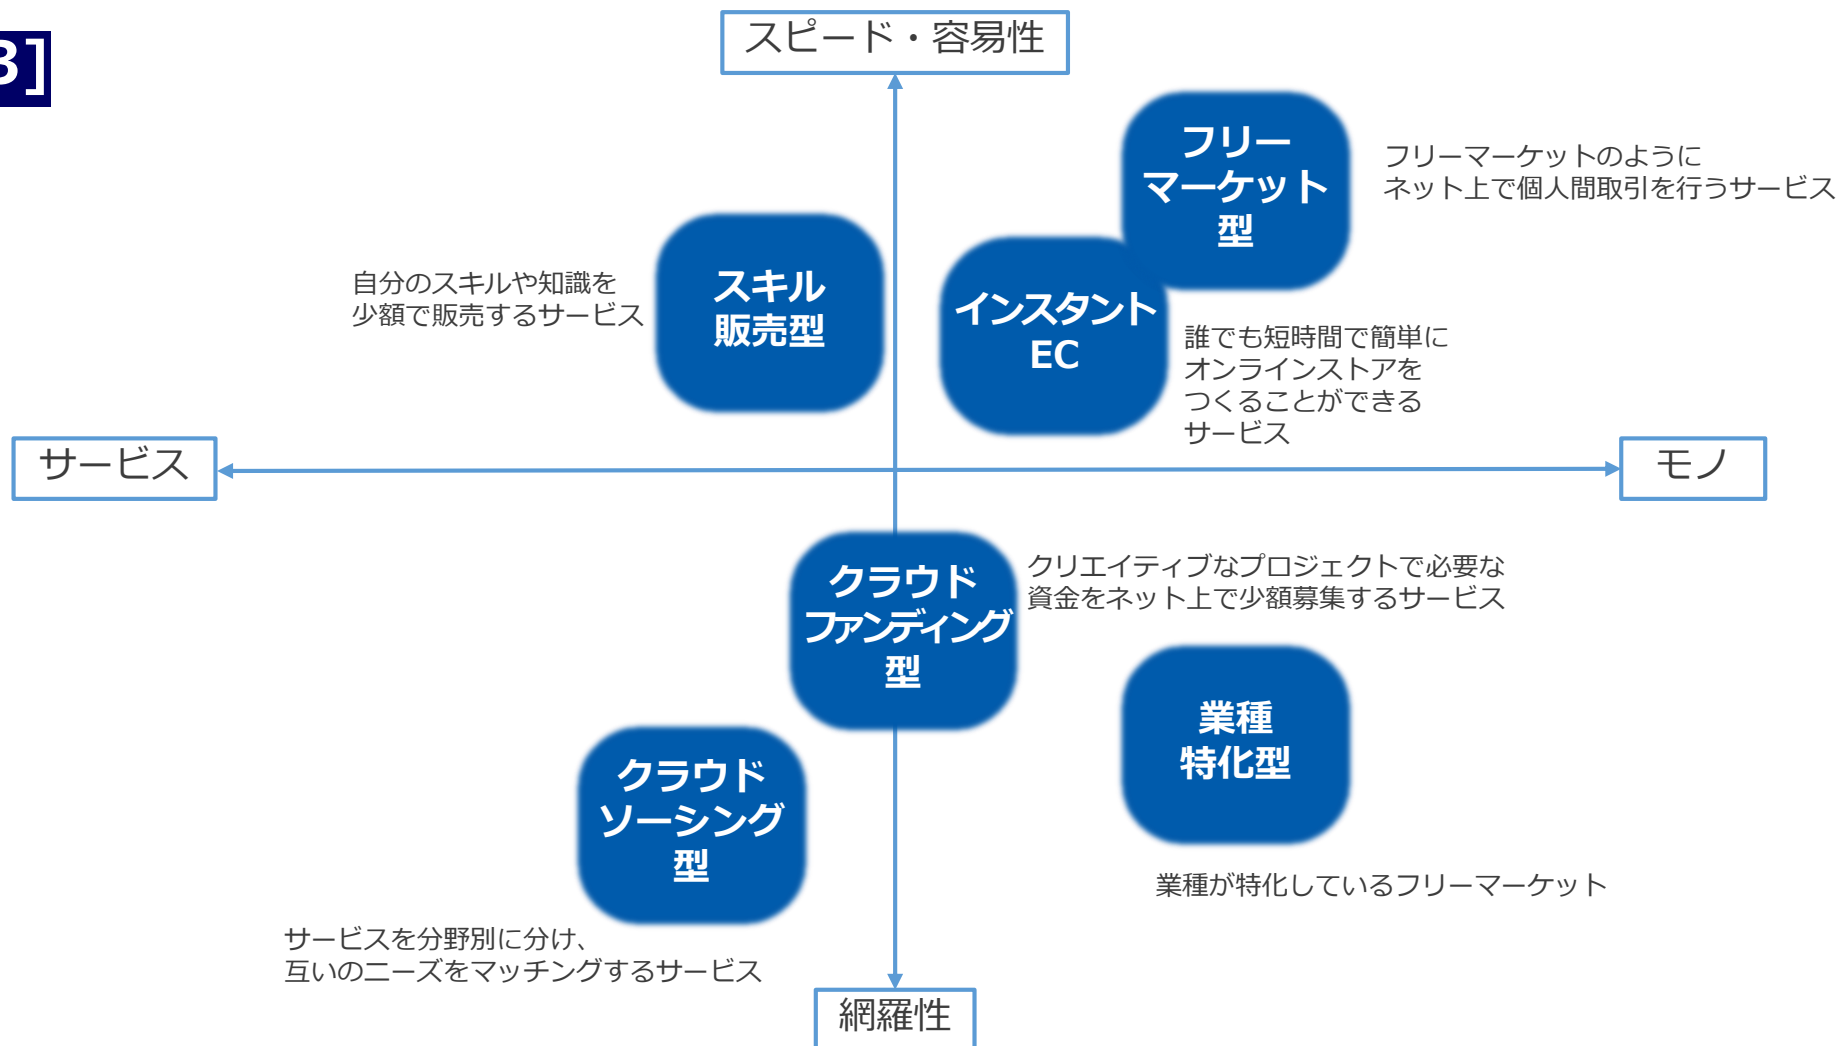 3]
スピード・容易性
フリー
マーケット
型
フリーマーケットのように
ネット上で個人間取引を行うサービス
スキル
販売型
自分のスキルや知識を
少額で販売するサービス
インスタント
EC
誰でも短時間で簡単に
オンラインストアを
つくることができる
サービス
サービス
モノ
クラウド
ファンディング
型
クリエイティブなプロジェクトで必要な
資金をネット上で少額募集するサービス
業種
特化型
業種が特化しているフリーマーケット
クラウド
ソーシング
型
サービスを分野別に分け、
互いのニーズをマッチングするサービス
網羅性